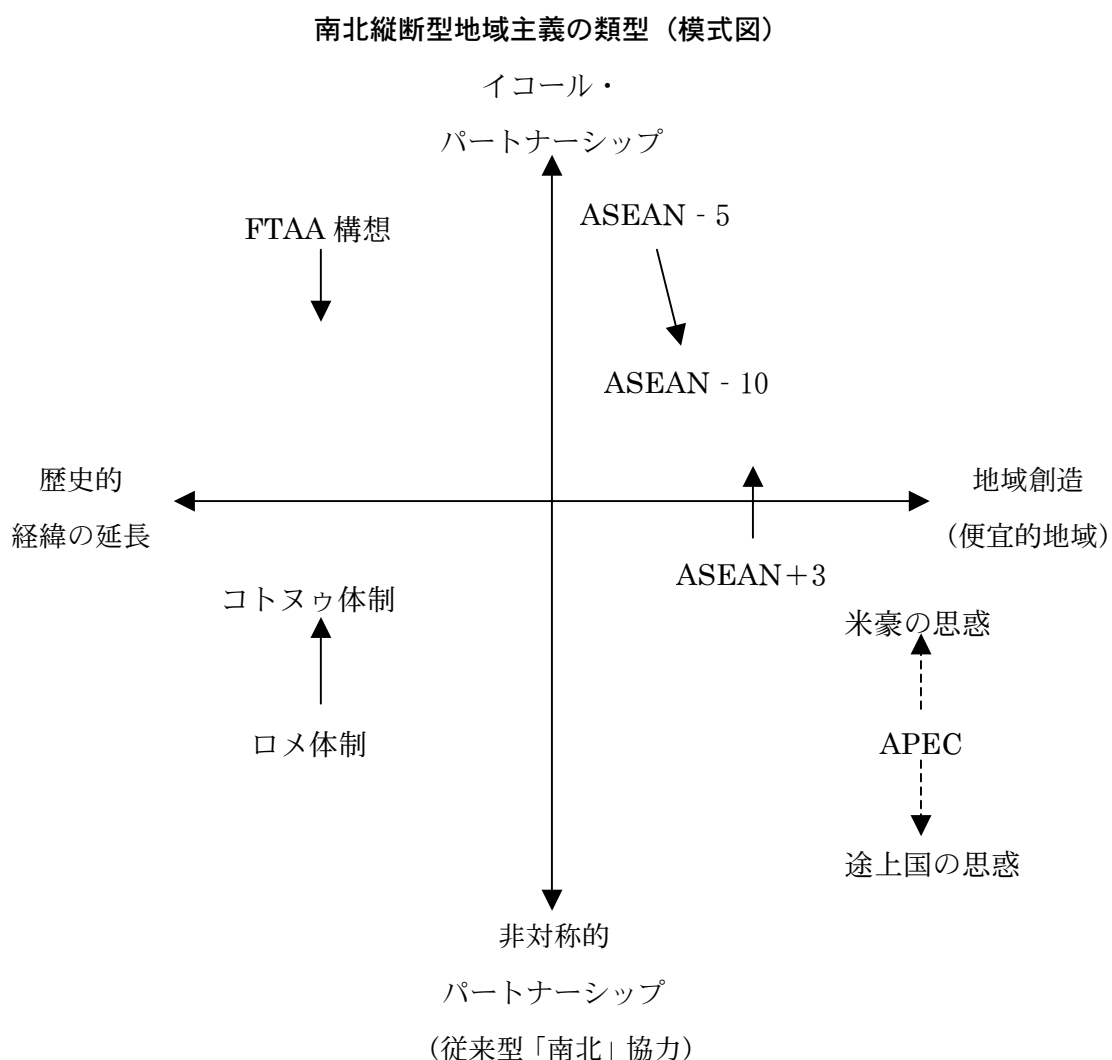 南北縦断型地域主義の類型（模式図）
イコール・
パートナーシップ
ASEAN‐5
FTAA 構想
ASEAN‐10
歴史的
経緯の延長
地域創造
（便宜的地域）
ASEAN＋3
コトヌゥ体制
米豪の思惑
ロメ体制
APEC
途上国の思惑
非対称的
パートナーシップ
（従来型「南北」協力）